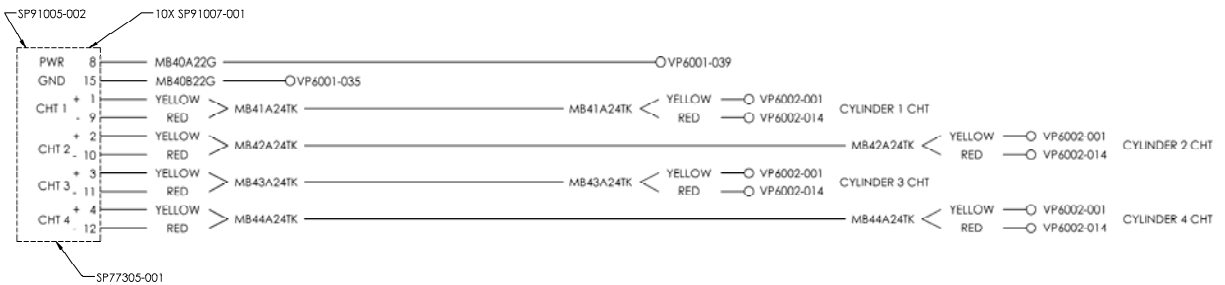 SP91005-002 10X SP91007-001
PWR 8 MB40A22G VP6001-039
GND 15 MB40B22G VP6001-035
CHT 1 + 1 YELLOW MB41A24TK MB41A24TK YELLOW VP6002-001 CYLINDER 1 CHT
- 9 RED RED VP6002-014
CHT 2 + 2 YELLOW MB42A24TK MB42A24TK YELLOW VP6002-001 CYLINDER 2 CHT
- 10 RED RED VP6002-014
CHT 3 + 3 YELLOW MB43A24TK MB43A24TK YELLOW VP6002-001 CYLINDER 3 CHT
- 11 RED RED VP6002-014
CHT 4 + 4 YELLOW MB44A24TK MB44A24TK YELLOW VP6002-001 CYLINDER 4 CHT
- 12 RED RED VP6002-014
SP77305-001